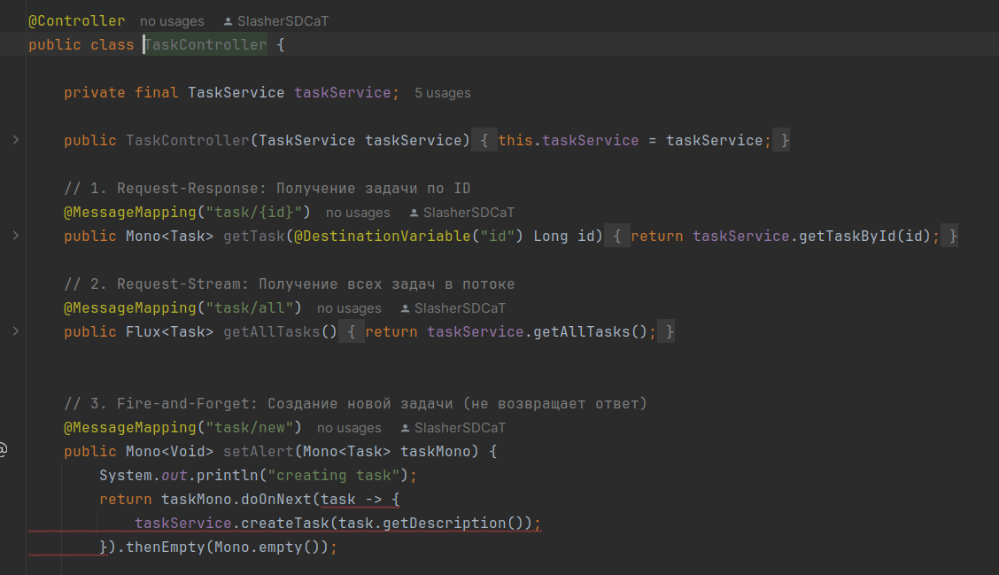 @Controller no usages SlasherSDCaT
public class TaskController {
private final TaskService taskService; 5 usages
public TaskController(TaskService taskService) { this.taskService = taskService; }
// 1. Request-Response: Получение задачи по ID
@MessageMapping("task/{id}") no usages SlasherSDCaT
public Mono<Task> getTask(@DestinationVariable("id") Long id) { return taskService.getTaskById(id); }
// 2. Request-Stream: Получение всех задач в потоке
@MessageMapping("task/all") no usages SlasherSDCaT
public Flux<Task> getAllTasks() { return taskService.getAllTasks(); }
// 3. Fire-and-Forget: Создание новой задачи (не возвращает ответ)
@MessageMapping("task/new") no usages SlasherSDCaT
public Mono<Void> setAlert(Mono<Task> taskMono) {
System.out.println("creating task");
return taskMono.doOnNext(task -> {
taskService.createTask(task.getDescription());
}).thenEmpty(Mono.empty());